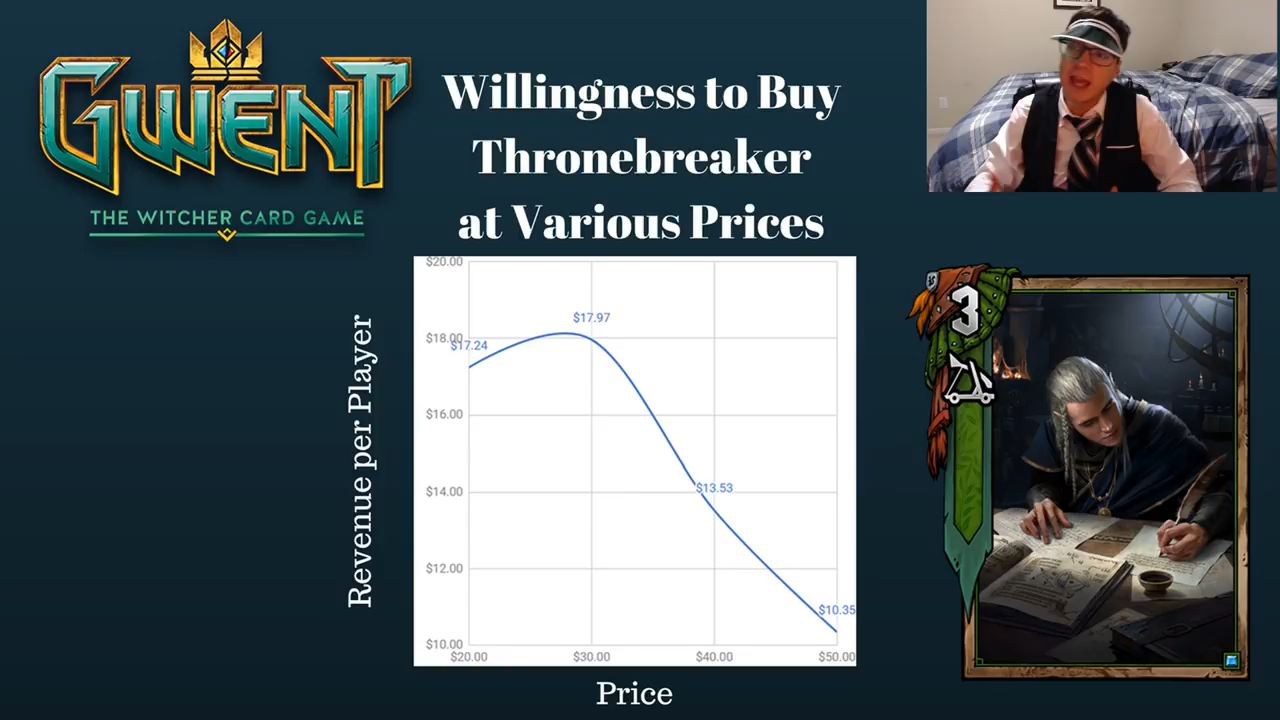 GWENT
THE WITCHER CARD GAME
Willingness to Buy
Thronebreaker
at Various Prices
3
Revenue per Player
$20.00
$18.00
$16.00
$14.00
$12.00
$10.00
$17.24
$17.97
$13.53
$10.35
$20.00
$30.00
$40.00
$50.00
Price